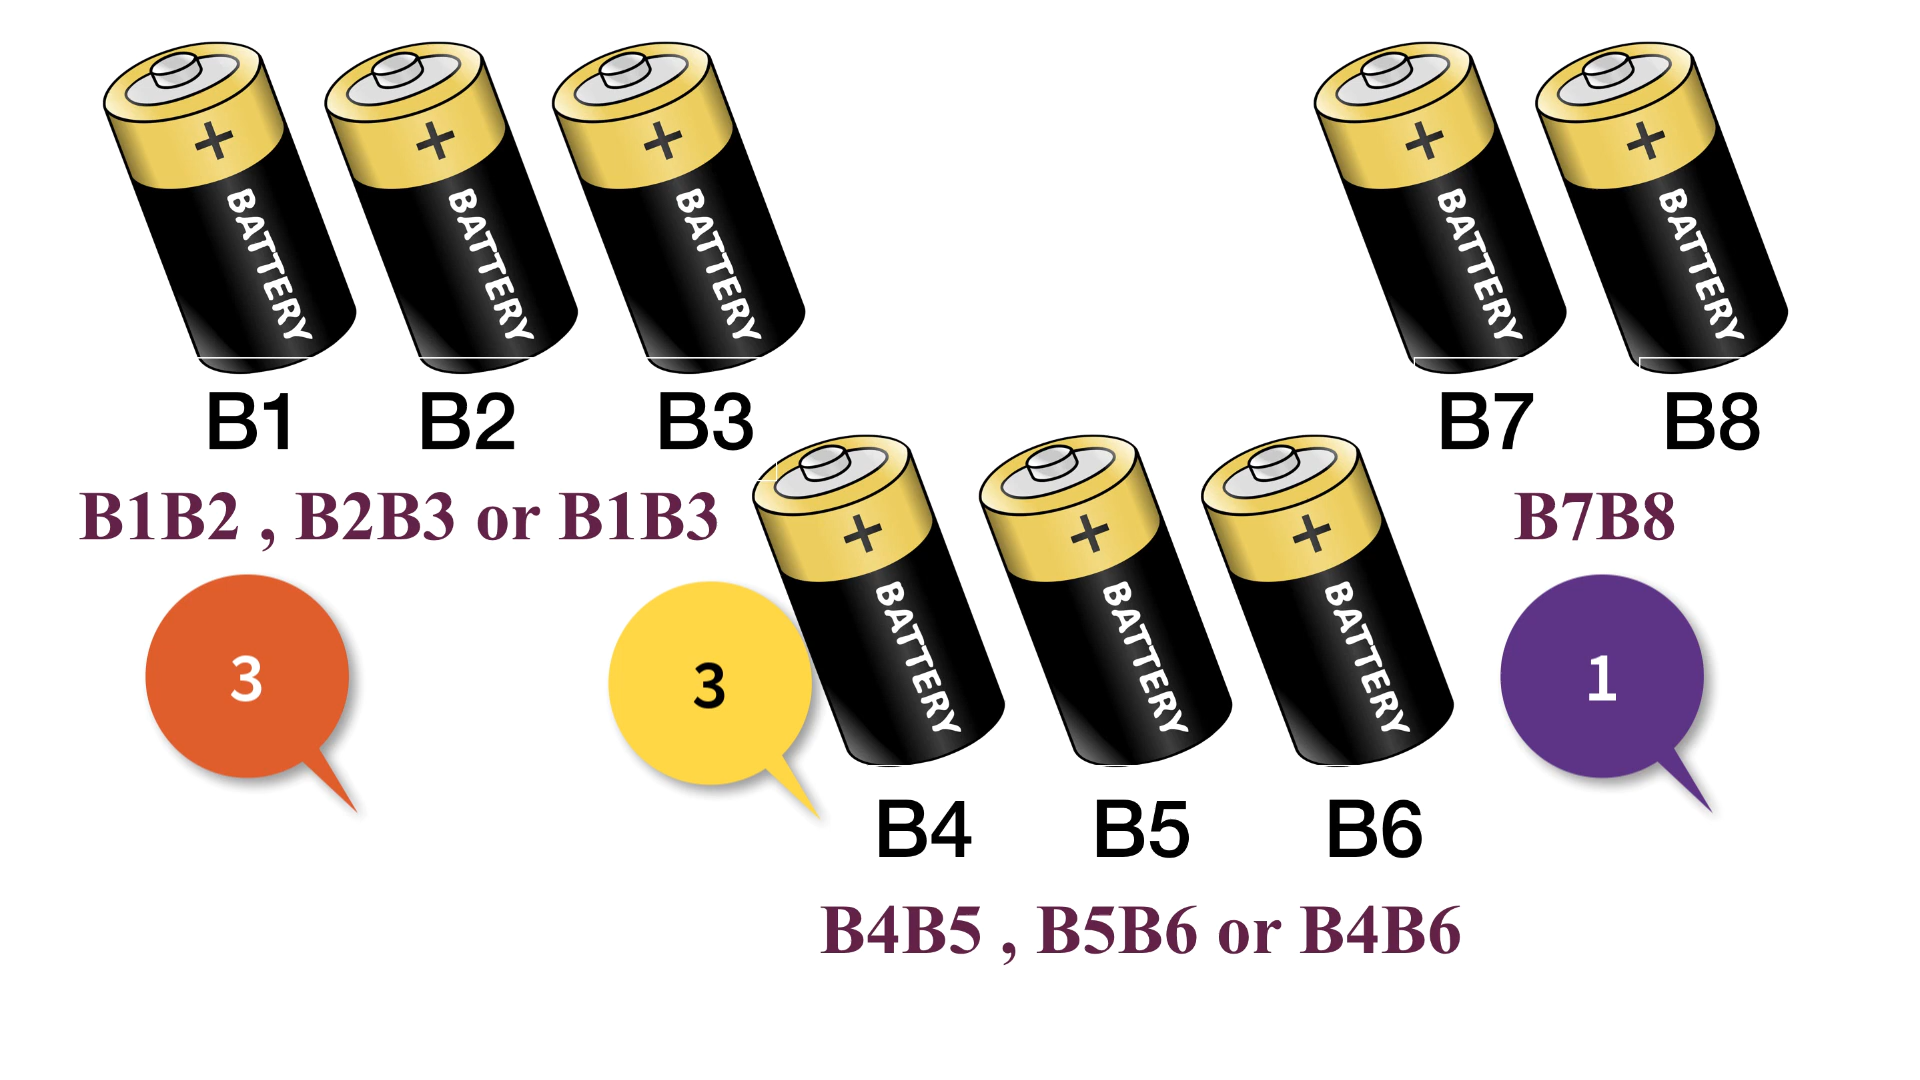 + + + + +
BATTERY BATTERY BATTERY BATTERY BATTERY
B1 B2 B3 B7 B8
B1B2 , B2B3 or B1B3
B7B8
+ + +
BATTERY BATTERY BATTERY
3 3 1
B4 B5 B6
B4B5 , B5B6 or B4B6